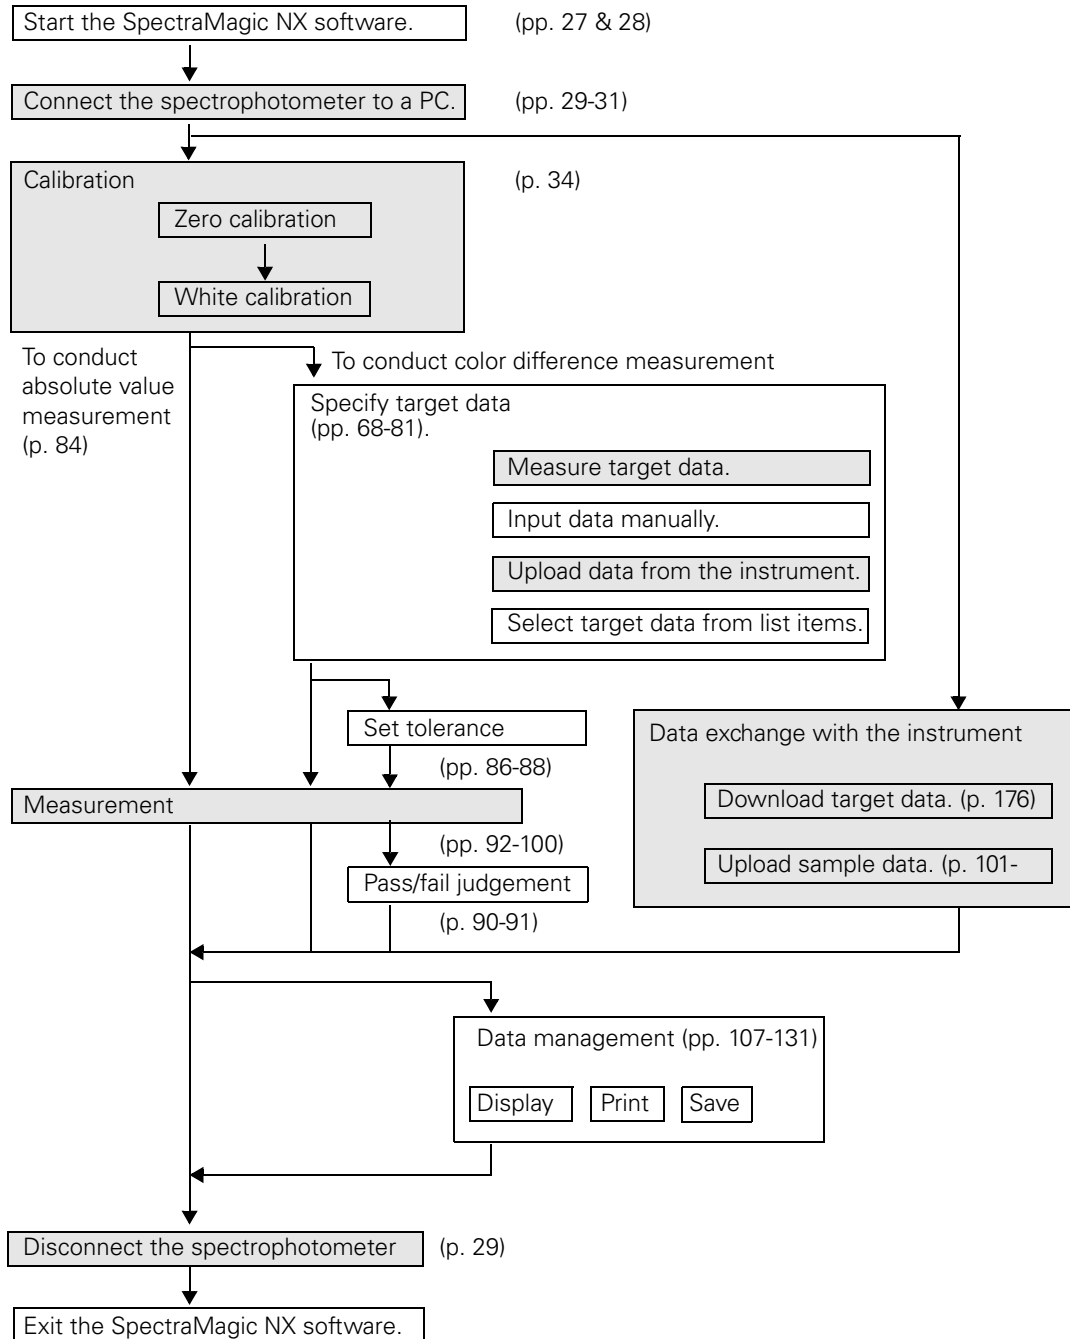 Start the SpectraMagic NX software.
(pp. 27 & 28)
Connect the spectrophotometer to a PC.
(pp. 29-31)
Calibration
(p. 34)
Zero calibration
White calibration
To conduct
absolute value
measurement
(p. 84)
To conduct color difference measurement
Specify target data
(pp. 68-81).
Measure target data.
Input data manually.
Upload data from the instrument.
Select target data from list items.
Set tolerance
(pp. 86-88)
Data exchange with the instrument
Download target data. (p. 176)
Upload sample data. (p. 101-
Measurement
(pp. 92-100)
Pass/fail judgement
(p. 90-91)
Data management (pp. 107-131)
Display
Print
Save
Disconnect the spectrophotometer
(p. 29)
Exit the SpectraMagic NX software.